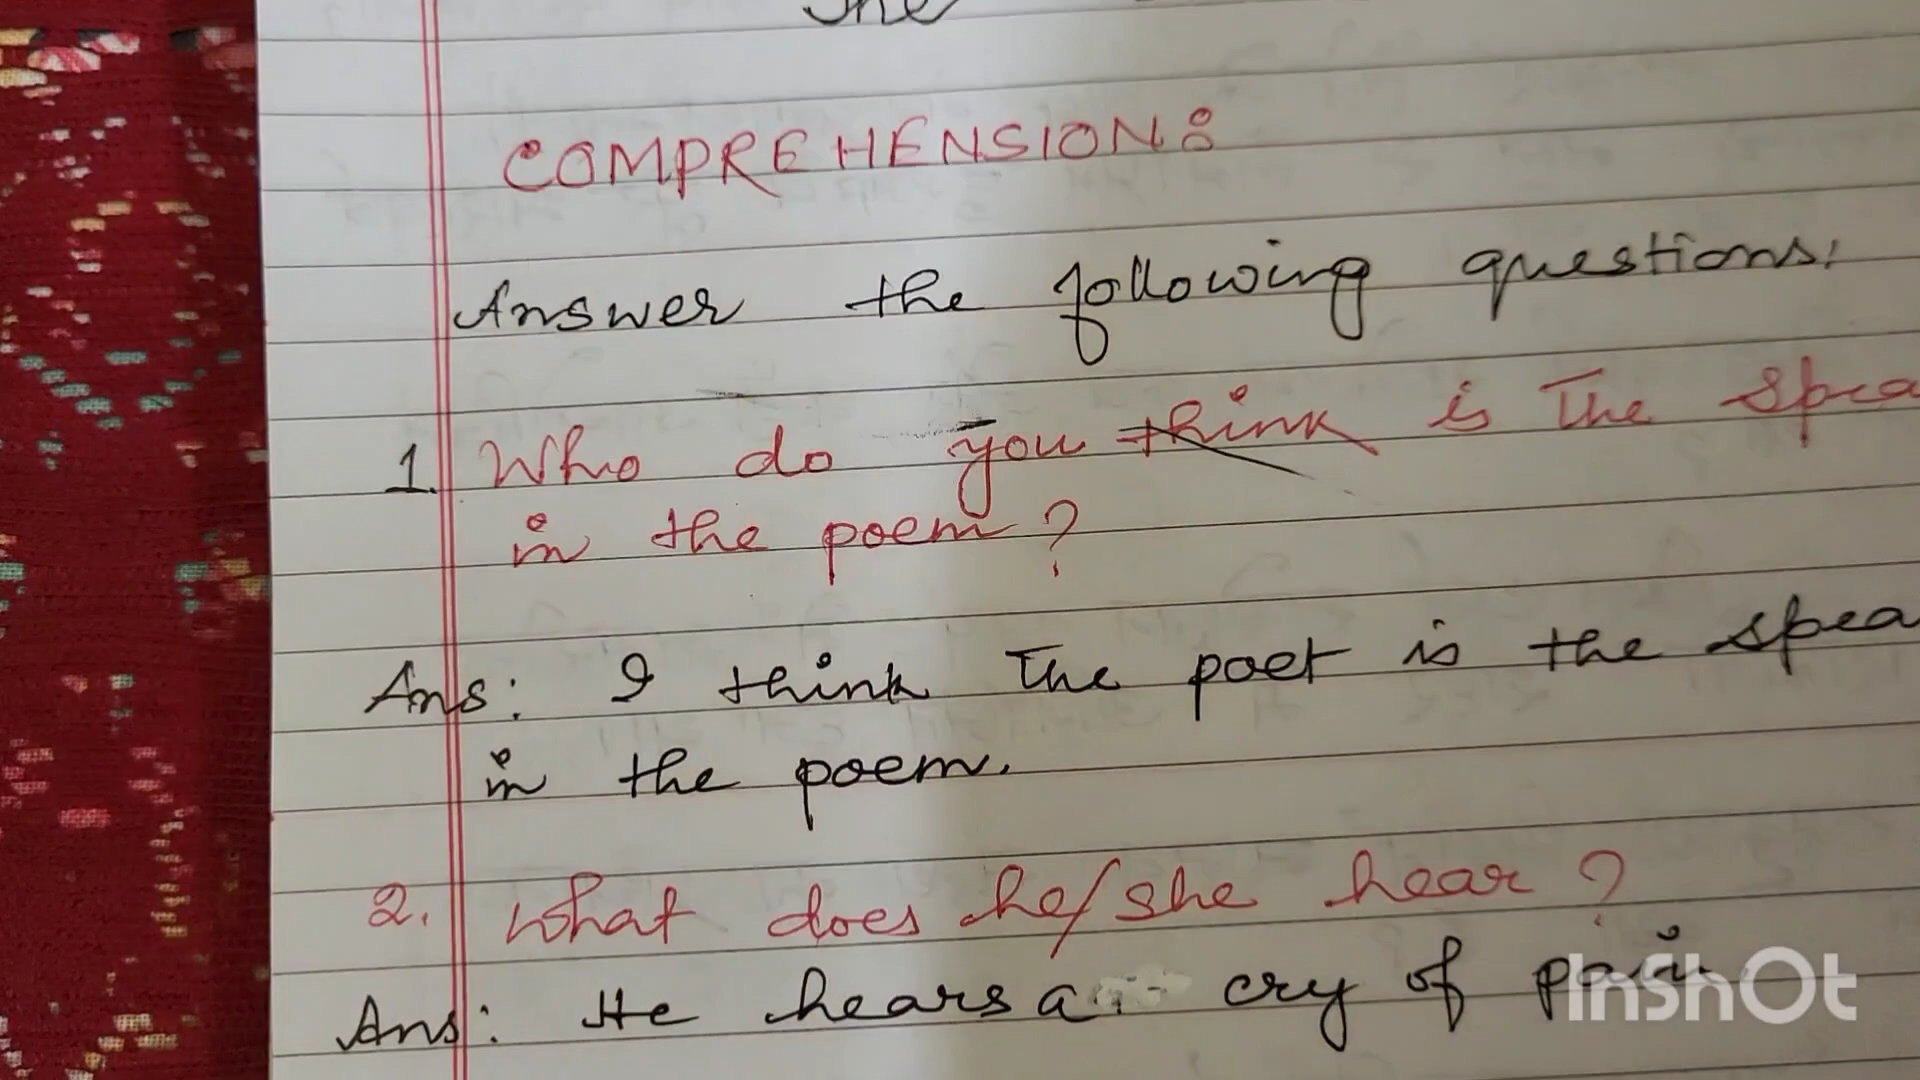 The
COMPREHENSION:
Answer the following questions:
1. Who do you think is The Spea
in the poem?
Ans: I think The poet is the spea
in the poem.
2. What does he/she hear?
Ans: He hears a cry of pain
InShOt